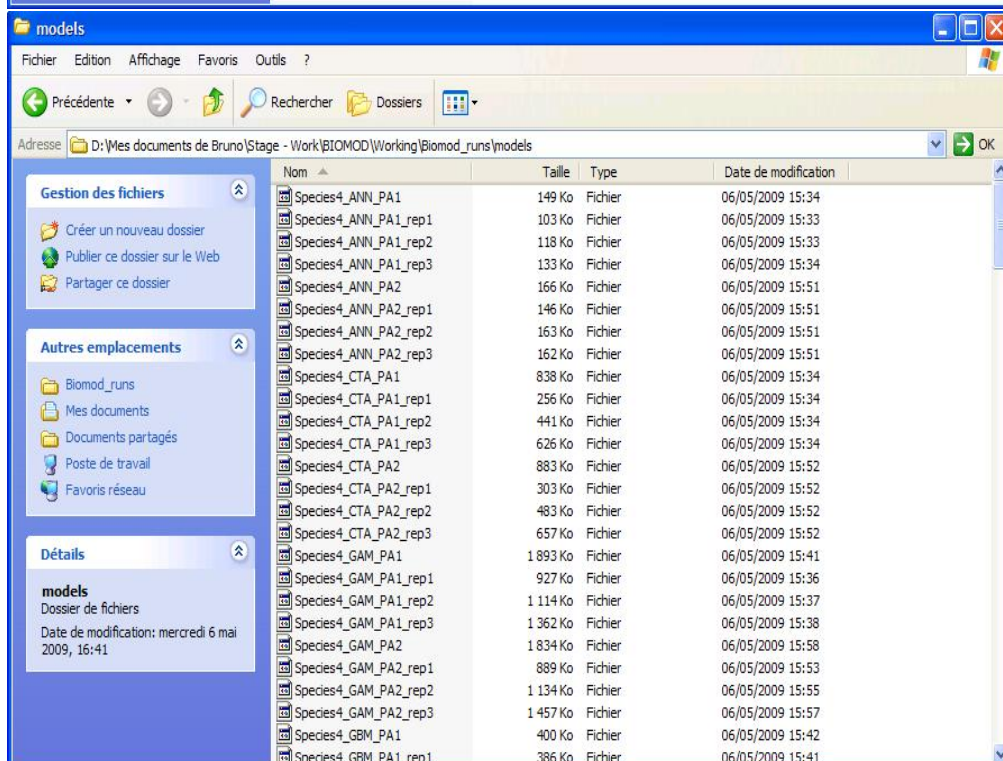 models
Fichier Edition Affichage Favoris Outils ?
Précédente Rechercher Dossiers
Adresse D:\Mes documents de Bruno\Stage - Work\BIOMOD\Working\Biomod_runs\models OK
Gestion des fichiers
Créer un nouveau dossier
Publier ce dossier sur le Web
Partager ce dossier
Autres emplacements
Biomod_runs
Mes documents
Documents partagés
Poste de travail
Favoris réseau
Détails
models
Dossier de fichiers
Date de modification: mercredi 6 mai
2009, 16:41
Nom Taille Type Date de modification
Species4_ANN_PA1 149 Ko Fichier 06/05/2009 15:34
Species4_ANN_PA1_rep1 103 Ko Fichier 06/05/2009 15:33
Species4_ANN_PA1_rep2 118 Ko Fichier 06/05/2009 15:33
Species4_ANN_PA1_rep3 133 Ko Fichier 06/05/2009 15:34
Species4_ANN_PA2 166 Ko Fichier 06/05/2009 15:51
Species4_ANN_PA2_rep1 146 Ko Fichier 06/05/2009 15:51
Species4_ANN_PA2_rep2 163 Ko Fichier 06/05/2009 15:51
Species4_ANN_PA2_rep3 162 Ko Fichier 06/05/2009 15:51
Species4_CTA_PA1 838 Ko Fichier 06/05/2009 15:34
Species4_CTA_PA1_rep1 256 Ko Fichier 06/05/2009 15:34
Species4_CTA_PA1_rep2 441 Ko Fichier 06/05/2009 15:34
Species4_CTA_PA1_rep3 626 Ko Fichier 06/05/2009 15:34
Species4_CTA_PA2 883 Ko Fichier 06/05/2009 15:52
Species4_CTA_PA2_rep1 303 Ko Fichier 06/05/2009 15:52
Species4_CTA_PA2_rep2 483 Ko Fichier 06/05/2009 15:52
Species4_CTA_PA2_rep3 657 Ko Fichier 06/05/2009 15:52
Species4_GAM_PA1 1 893 Ko Fichier 06/05/2009 15:41
Species4_GAM_PA1_rep1 927 Ko Fichier 06/05/2009 15:36
Species4_GAM_PA1_rep2 1 114 Ko Fichier 06/05/2009 15:37
Species4_GAM_PA1_rep3 1 362 Ko Fichier 06/05/2009 15:38
Species4_GAM_PA2 1 834 Ko Fichier 06/05/2009 15:58
Species4_GAM_PA2_rep1 889 Ko Fichier 06/05/2009 15:53
Species4_GAM_PA2_rep2 1 134 Ko Fichier 06/05/2009 15:55
Species4_GAM_PA2_rep3 1 457 Ko Fichier 06/05/2009 15:57
Species4_GBM_PA1 400 Ko Fichier 06/05/2009 15:42
Species4_GBM_PA1_rep1 386 Ko Fichier 06/05/2009 15:41